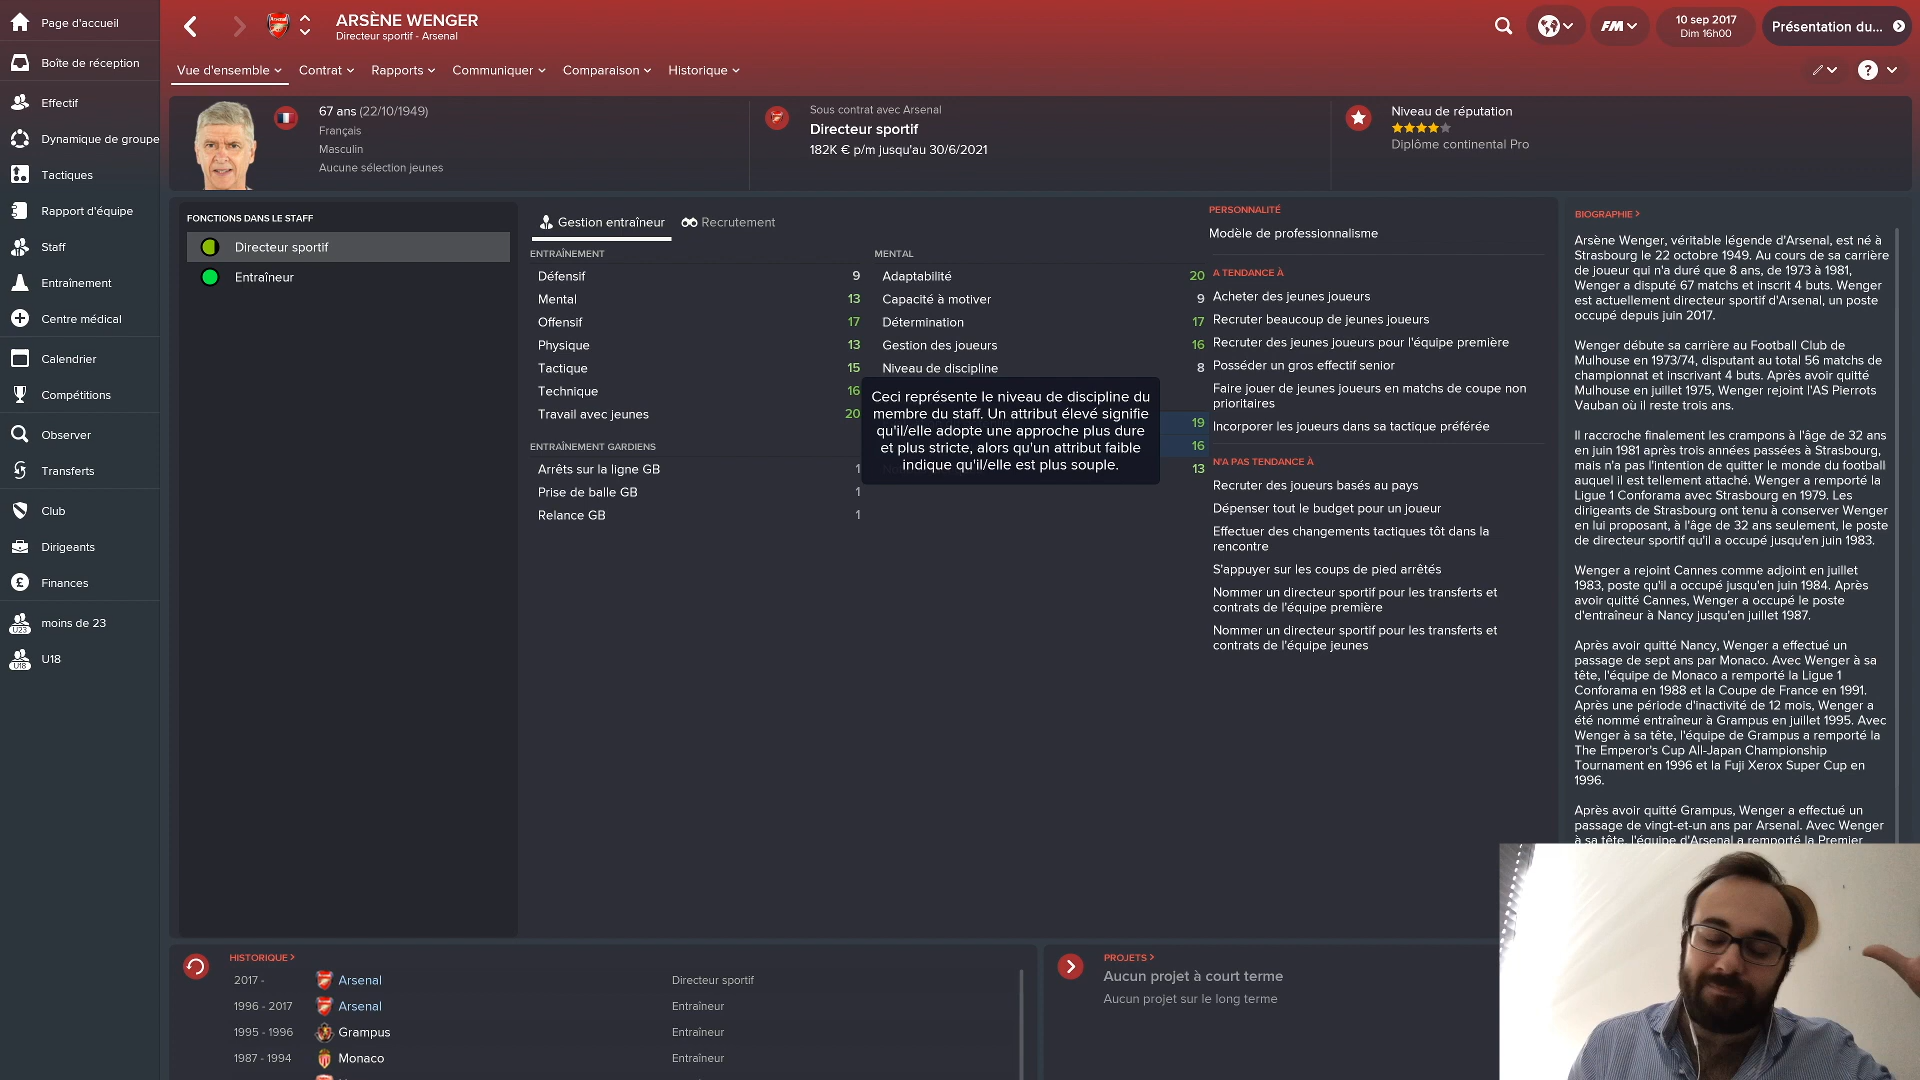 Page d'accueil
Boîte de réception
Effectif
Dynamique de groupe
Tactiques
Rapport d'équipe
Staff
Entraînement
Centre médical
Calendrier
Compétitions
Observer
Transferts
Club
Dirigeants
Finances
U23
moins de 23
U18
U18
ARSÈNE WENGER
Directeur sportif - Arsenal
FM
10 sep 2017
Dim 16h00
Présentation du...
Vue d'ensemble
Contrat
Rapports
Communiquer
Comparaison
Historique
?
67 ans (22/10/1949)
Français
Masculin
Aucune sélection jeunes
Sous contrat avec Arsenal
Directeur sportif
182K € p/m jusqu'au 30/6/2021
Niveau de réputation
Diplôme continental Pro
FONCTIONS DANS LE STAFF
Directeur sportif
Entraîneur
Gestion entraîneur
Recrutement
ENTRAÎNEMENT
Défensif 9
Mental 13
Offensif 17
Physique 13
Tactique 15
Technique 16
Travail avec jeunes 20
ENTRAÎNEMENT GARDIENS
Arrêts sur la ligne GB 1
Prise de balle GB 1
Relance GB 1
MENTAL
Adaptabilité 20
Capacité à motiver 9
Détermination 17
Gestion des joueurs 16
Niveau de discipline 8
19
16
13
Ceci représente le niveau de discipline du
membre du staff. Un attribut élevé signifie
qu'il/elle adopte une approche plus dure
et plus stricte, alors qu'un attribut faible
indique qu'il/elle est plus souple.
PERSONNALITÉ
Modèle de professionnalisme
A TENDANCE À
Acheter des jeunes joueurs
Recruter beaucoup de jeunes joueurs
Recruter des jeunes joueurs pour l'équipe première
Posséder un gros effectif senior
Faire jouer de jeunes joueurs en matchs de coupe non
prioritaires
Incorporer les joueurs dans sa tactique préférée
N'A PAS TENDANCE À
Recruter des joueurs basés au pays
Dépenser tout le budget pour un joueur
Effectuer des changements tactiques tôt dans la
rencontre
S'appuyer sur les coups de pied arrêtés
Nommer un directeur sportif pour les transferts et
contrats de l'équipe première
Nommer un directeur sportif pour les transferts et
contrats de l'équipe jeunes
BIOGRAPHIE >
Arsène Wenger, véritable légende d'Arsenal, est né à
Strasbourg le 22 octobre 1949. Au cours de sa carrière
de joueur qui n'a duré que 8 ans, de 1973 à 1981,
Wenger a disputé 67 matchs et inscrit 4 buts. Wenger
est actuellement directeur sportif d'Arsenal, un poste
occupé depuis juin 2017.
Wenger débute sa carrière au Football Club de
Mulhouse en 1973/74, disputant au total 56 matchs de
championnat et inscrivant 4 buts. Après avoir quitté
Mulhouse en juillet 1975, Wenger rejoint l'AS Pierrots
Vauban où il reste trois ans.
Il raccroche finalement les crampons à l'âge de 32 ans
en juin 1981 après trois années passées à Strasbourg,
mais n'a pas l'intention de quitter le monde du football
auquel il est tellement attaché. Wenger a remporté la
Ligue 1 Conforama avec Strasbourg en 1979. Les
dirigeants de Strasbourg ont tenu à conserver Wenger
en lui proposant, à l'âge de 32 ans seulement, le poste
de directeur sportif qu'il a occupé jusqu'en juin 1983.
Wenger a rejoint Cannes comme adjoint en juillet
1983, poste qu'il a occupé jusqu'en juin 1984. Après
avoir quitté Cannes, Wenger a occupé le poste
d'entraîneur à Nancy jusqu'en juillet 1987.
Après avoir quitté Nancy, Wenger a effectué un
passage de sept ans par Monaco. Avec Wenger à sa
tête, l'équipe de Monaco a remporté la Ligue 1
Conforama en 1988 et la Coupe de France en 1991.
Après une période d'inactivité de 12 mois, Wenger a
été nommé entraîneur à Grampus en juillet 1995. Avec
Wenger à sa tête, l'équipe de Grampus a remporté la
The Emperor's Cup All-Japan Championship
Tournament en 1996 et la Fuji Xerox Super Cup en
1996.
Après avoir quitté Grampus, Wenger a effectué un
passage de vingt-et-un ans par Arsenal. Avec Wenger
à sa tête, l'équipe d'Arsenal a remporté la Premier
HISTORIQUE >
2017 - Arsenal Directeur sportif
1996 - 2017 Arsenal Entraîneur
1995 - 1996 Grampus Entraîneur
1987 - 1994 Monaco Entraîneur
PROJETS >
Aucun projet à court terme
Aucun projet sur le long terme